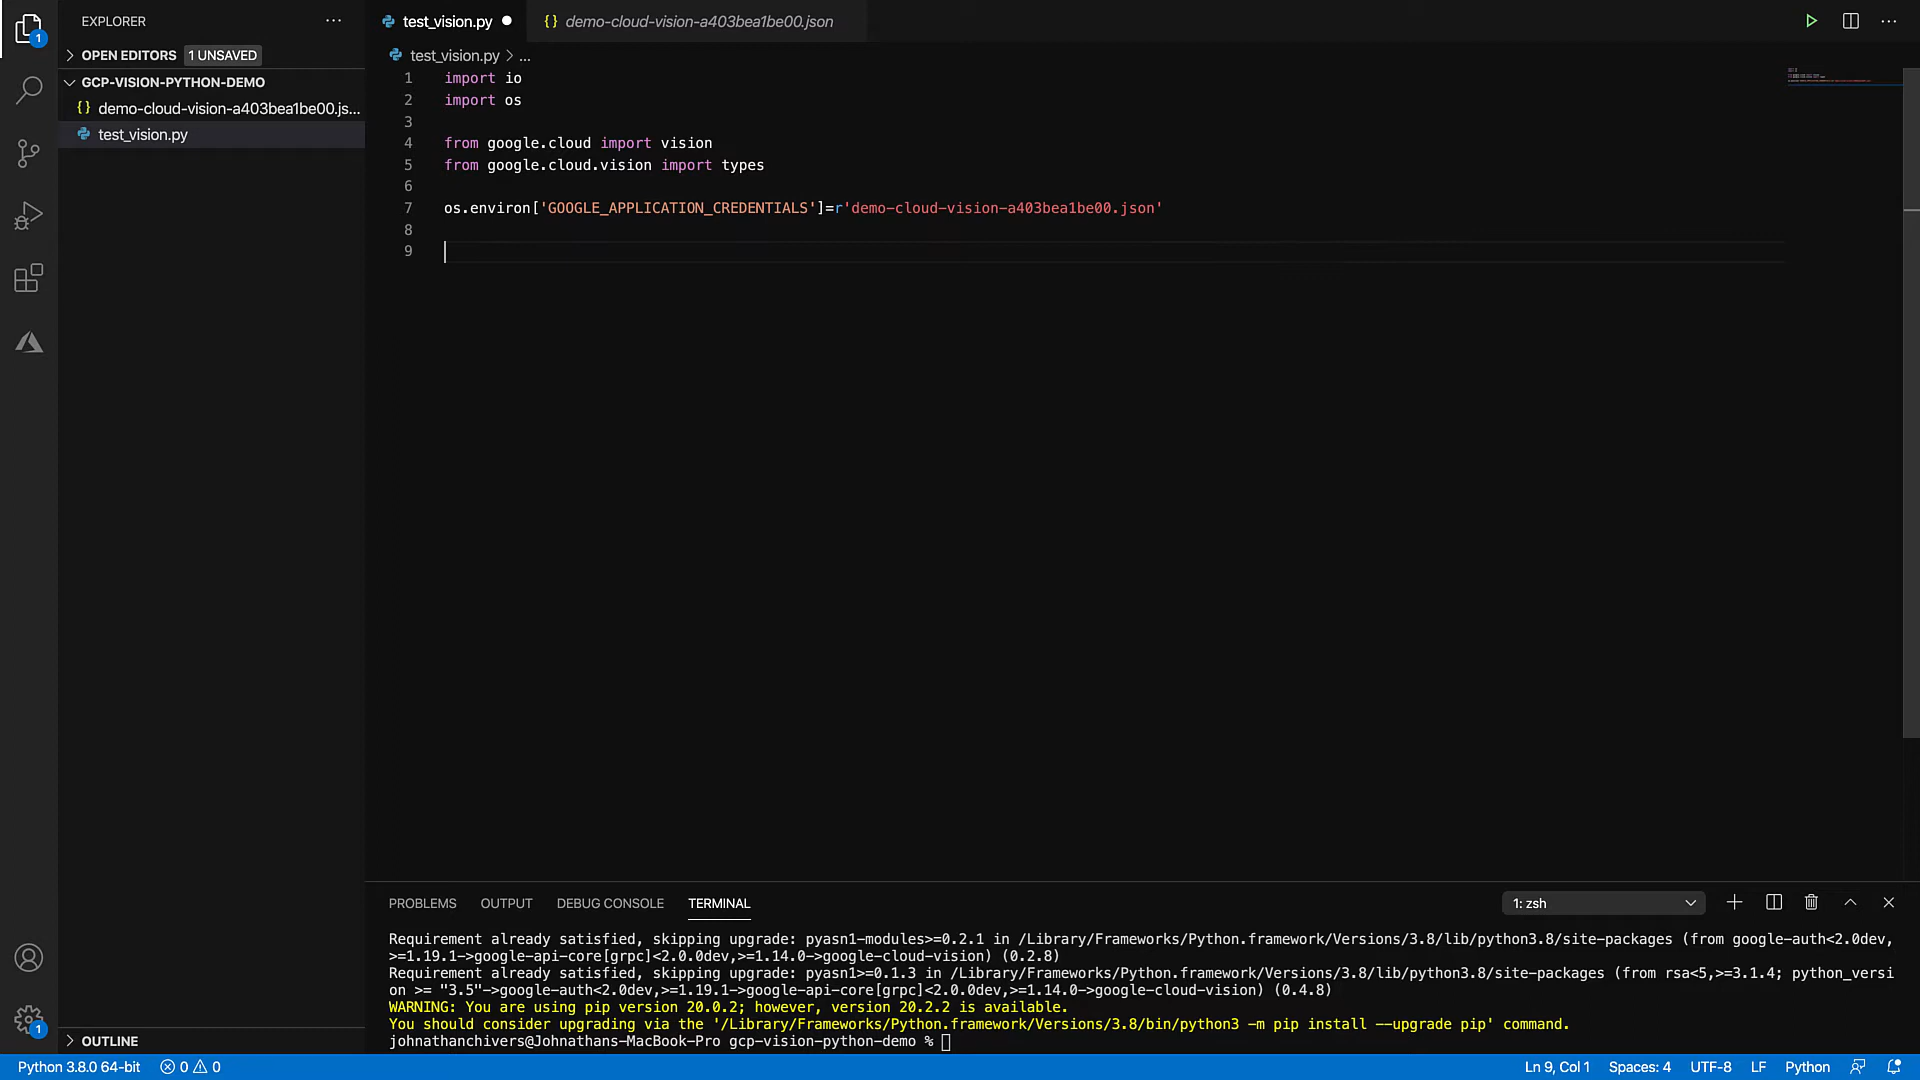 EXPLORER
OPEN EDITORS 1 UNSAVED
GCP-VISION-PYTHON-DEMO
{} demo-cloud-vision-a403bea1be00.js...
test_vision.py
OUTLINE
1
1
test_vision.py
{} demo-cloud-vision-a403bea1be00.json
test_vision.py > ...
1 import io
2 import os
3
4 from google.cloud import vision
5 from google.cloud.vision import types
6
7 os.environ['GOOGLE_APPLICATION_CREDENTIALS']=r'demo-cloud-vision-a403bea1be00.json'
8
9
PROBLEMS OUTPUT DEBUG CONSOLE TERMINAL
1: zsh
Requirement already satisfied, skipping upgrade: pyasn1-modules>=0.2.1 in /Library/Frameworks/Python.framework/Versions/3.8/lib/python3.8/site-packages (from google-auth<2.0dev,
>=1.19.1->google-api-core[grpc]<2.0.0dev,>=1.14.0->google-cloud-vision) (0.2.8)
Requirement already satisfied, skipping upgrade: pyasn1>=0.1.3 in /Library/Frameworks/Python.framework/Versions/3.8/lib/python3.8/site-packages (from rsa<5,>=3.1.4; python_versi
on >= "3.5"->google-auth<2.0dev,>=1.19.1->google-api-core[grpc]<2.0.0dev,>=1.14.0->google-cloud-vision) (0.4.8)
WARNING: You are using pip version 20.0.2; however, version 20.2.2 is available.
You should consider upgrading via the '/Library/Frameworks/Python.framework/Versions/3.8/bin/python3 -m pip install --upgrade pip' command.
johnathanchivers@Johnathans-MacBook-Pro gcp-vision-python-demo %
Python 3.8.0 64-bit 0 0 Ln 9, Col 1 Spaces: 4 UTF-8 LF Python